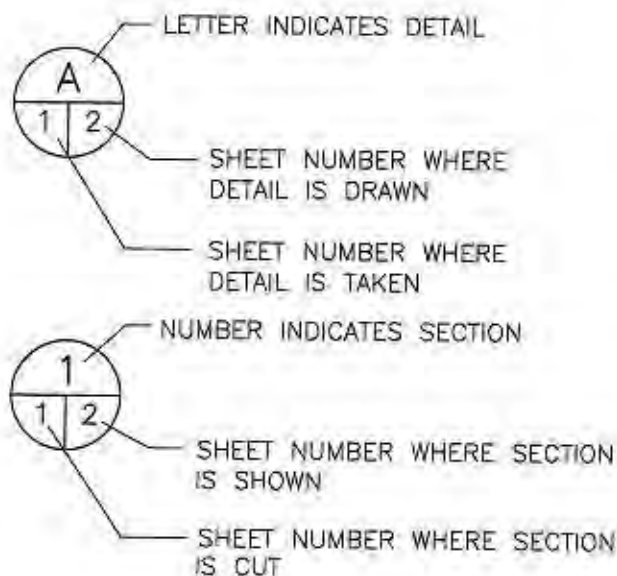 LETTER INDICATES DETAIL
A
1 2
SHEET NUMBER WHERE
DETAIL IS DRAWN
SHEET NUMBER WHERE
DETAIL IS TAKEN
NUMBER INDICATES SECTION
1
1 2
SHEET NUMBER WHERE SECTION
IS SHOWN
SHEET NUMBER WHERE SECTION
IS CUT